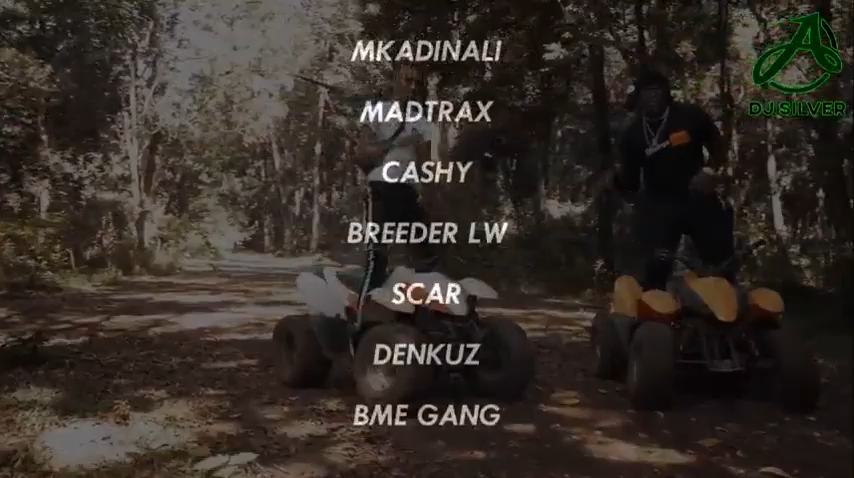 MKADINALI
MADTRAX
CASHY
BREEDER LW
SCAR
DENKUZ
BME GANG
DJ SILVER